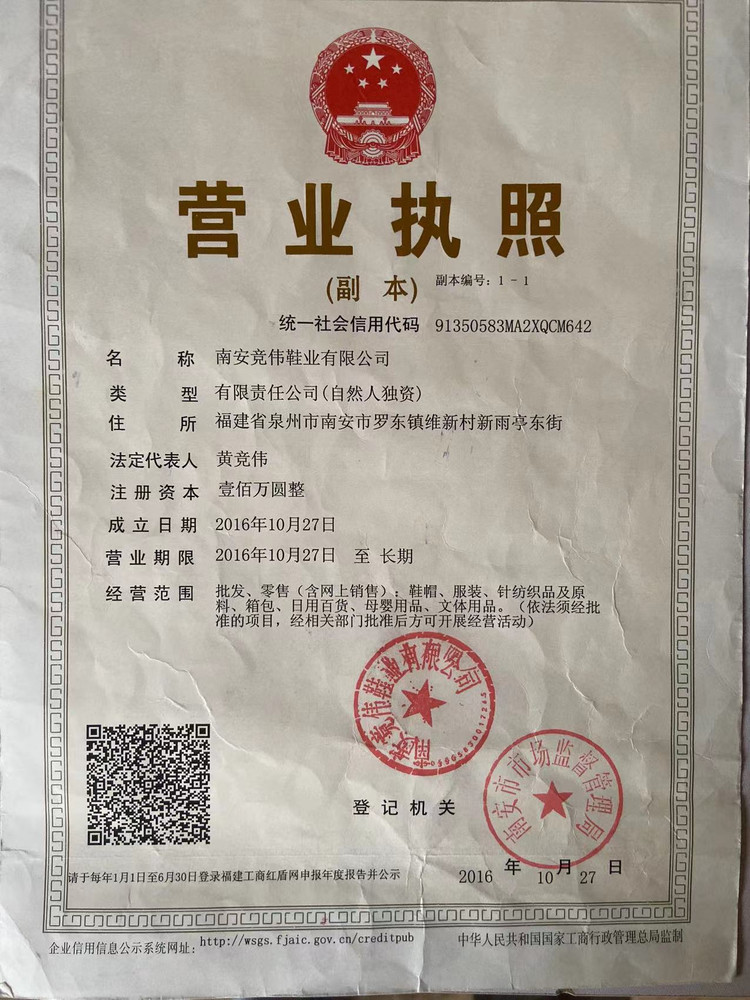 营业执照
(副 本) 副本编号：1-1
统一社会信用代码 91350583MA2XQCM642
名 称 南安竞伟鞋业有限公司
类 型 有限责任公司(自然人独资)
住 所 福建省泉州市南安市罗东镇维新村新雨亭东街
法定代表人 黄竞伟
注册资本 壹佰万圆整
成立日期 2016年10月27日
营业期限 2016年10月27日 至 长期
经营范围 批发、零售（含网上销售）：鞋帽、服装、针纺织品及原
料、箱包、日用百货、母婴用品、文体用品。（依法须经批
准的项目，经相关部门批准后方可开展经营活动）
南安竞伟鞋业有限公司
登记机关
南安市市场监督管理局
2016 年 10 月 27 日
请于每年1月1日至6月30日登录福建工商红盾网申报年度报告并公示
企业信用信息公示系统网址：http://wsgs.fjaic.gov.cn/creditpub
中华人民共和国国家工商行政管理总局监制